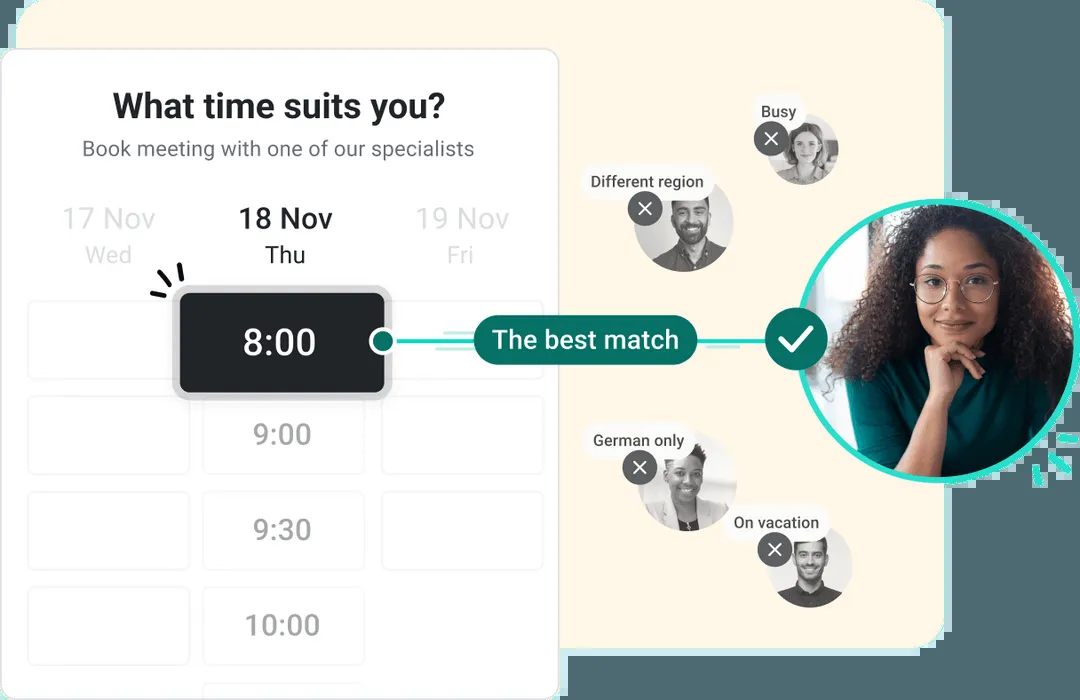 What time suits you?
Book meeting with one of our specialists
17 Nov
Wed
18 Nov
Thu
19 Nov
Fri
8:00
9:00
9:30
10:00
The best match
Busy
Different region
German only
On vacation